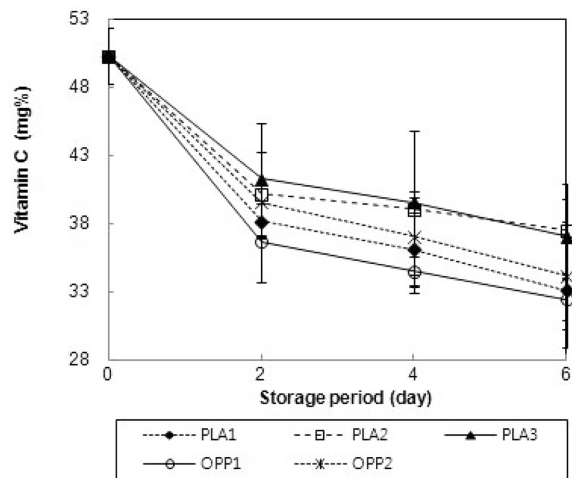 53
48
43
38
33
28
Vitamin C (mg%)
0 2 4 6
Storage period (day)
PLA1 PLA2 PLA3
OPP1 OPP2